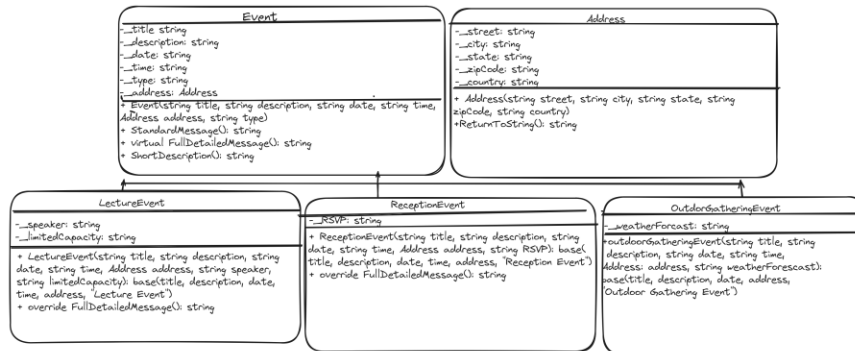 Event
-_title string
-_description: string
-_date: string
-_time: string
-_type: string
-_address: Address
+ Event(string title, string description, string date, string time,
Address address, string type)
+ StandardMessage(): string
+ virtual FullDetailedMessage(): string
+ ShortDescription(): string
Address
-_street: string
-_city: string
-_state: string
-_zipCode: string
-_country: string
+ Address(string street, string city, string state, string
zipCode, string country)
+ReturnToString(): string
LectureEvent
-_speaker: string
-_limitedCapacity: string
+ LectureEvent(string title, string description, string
date, string time, Address address, string speaker,
string limitedCapacity): base(title, description, date,
time, address, "Lecture Event")
+ override FullDetailedMessage(): string
ReceptionEvent
-_RSVP: string
+ ReceptionEvent(string title, string description, string
date, string time, Address address, string RSVP): base(
title, description, date, time, address, "Reception Event")
+ override FullDetailedMessage(): string
OutdorGatheringEvent
-_weatherForcast: string
+outdoorGatheringEvent(string title, string
description, string date, string time,
Address: address, string weatherForescast):
base(title, description, date, address,
"Outdoor Gathering Event")